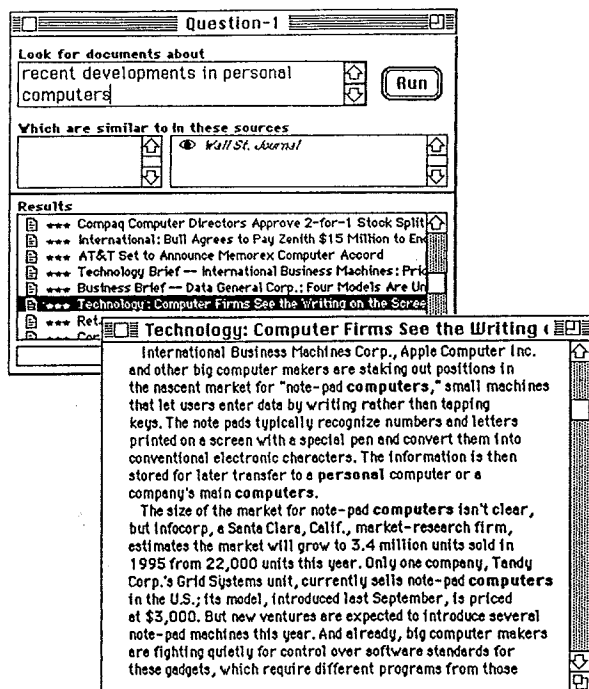 Question-1
Look for documents about
recent developments in personal
computers
Run
Which are similar to In these sources
Wall St. Journal
Results
*** Compaq Computer Directors Approve 2-for-1 Stock Split
*** International: Bull Agrees to Pay Zenith $15 Million to En
*** AT&T Set to Announce Memorex Computer Accord
*** Technology Brief -- International Business Machines: Pric
*** Business Brief -- Data General Corp.: Four Models Are Un
*** Technology: Computer Firms See the Writing on the Scree
*** Ret
*** Co
Technology: Computer Firms See the Writing
International Business Machines Corp., Apple Computer Inc.
and other big computer makers are staking out positions in
the nascent market for "note-pad computers," small machines
that let users enter data by writing rather than tapping
keys. The note pads typically recognize numbers and letters
printed on a screen with a special pen and convert them into
conventional electronic characters. The information is then
stored for later transfer to a personal computer or a
company's main computers.
The size of the market for note-pad computers isn't clear,
but Infocorp, a Santa Clara, Calif., market-research firm,
estimates the market will grow to 3.4 million units sold in
1995 from 22,000 units this year. Only one company, Tandy
Corp.'s Grid Systems unit, currently sells note-pad computers
in the U.S.; its model, introduced last September, is priced
at $3,000. But new ventures are expected to introduce several
note-pad machines this year. And already, big computer makers
are fighting quietly for control over software standards for
these gadgets, which require different programs from those